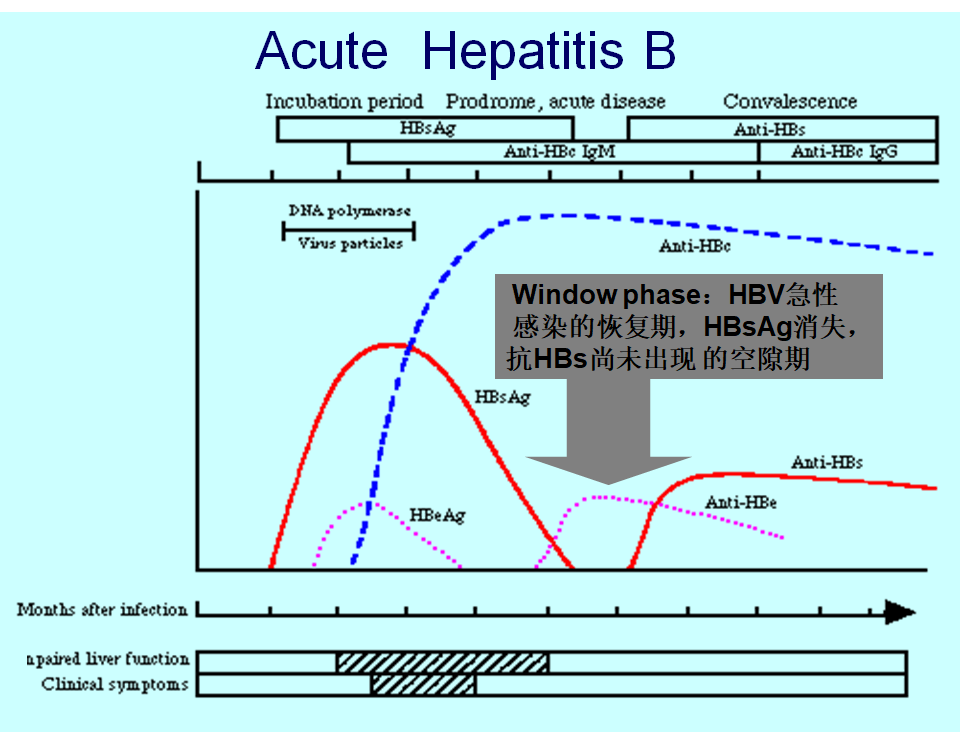 Acute Hepatitis B
Incubation period Prodrome, acute disease Convalescence
HBsAg Anti-HBs
Anti-HBc IgM Anti-HBc IgG
DNA polymerase
Virus particles
Anti-HBc
Window phase：HBV急性
感染的恢复期，HBsAg消失，
抗HBs尚未出现 的空隙期
HBsAg
Anti-HBs
HBeAg
Anti-HBe
Months after infection
npaired liver function
Clinical symptoms